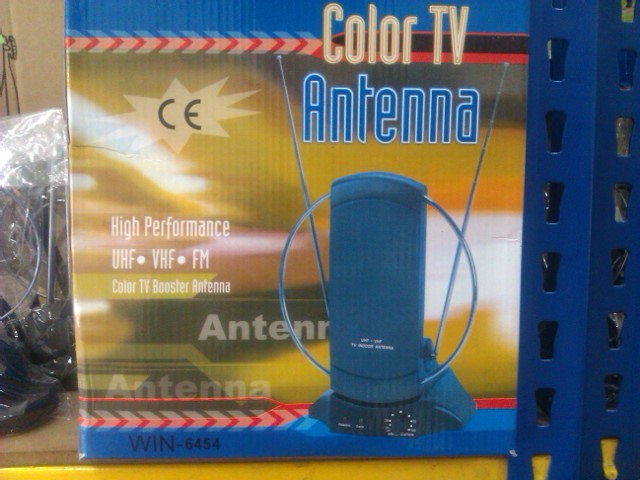 Color TV
Antenna
CE
High Performance
UHF• VHF• FM
Color TV Booster Antenna
Antenn
Antenna
UHF - VHF
TV INDOOR ANTENNA
WIN-6454